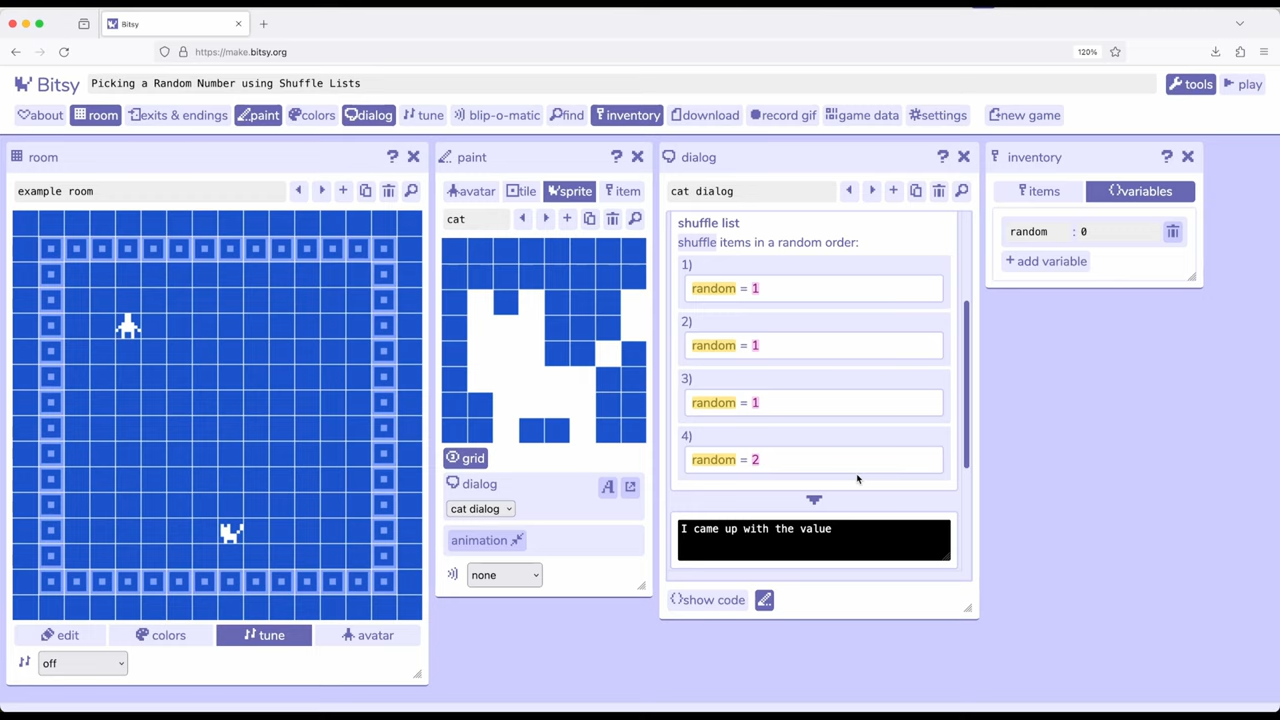 Bitsy
https://make.bitsy.org
120%
Bitsy
Picking a Random Number using Shuffle Lists
tools
play
about
room
exits & endings
paint
colors
dialog
tune
blip-o-matic
find
inventory
download
record gif
game data
settings
new game
room
?
example room
edit
colors
tune
avatar
off
paint
?
avatar
tile
sprite
item
cat
grid
dialog
A
cat dialog
animation
none
dialog
?
cat dialog
shuffle list
shuffle items in a random order:
1)
random = 1
2)
random = 1
3)
random = 1
4)
random = 2
I came up with the value
show code
inventory
?
items
variables
random : 0
+ add variable